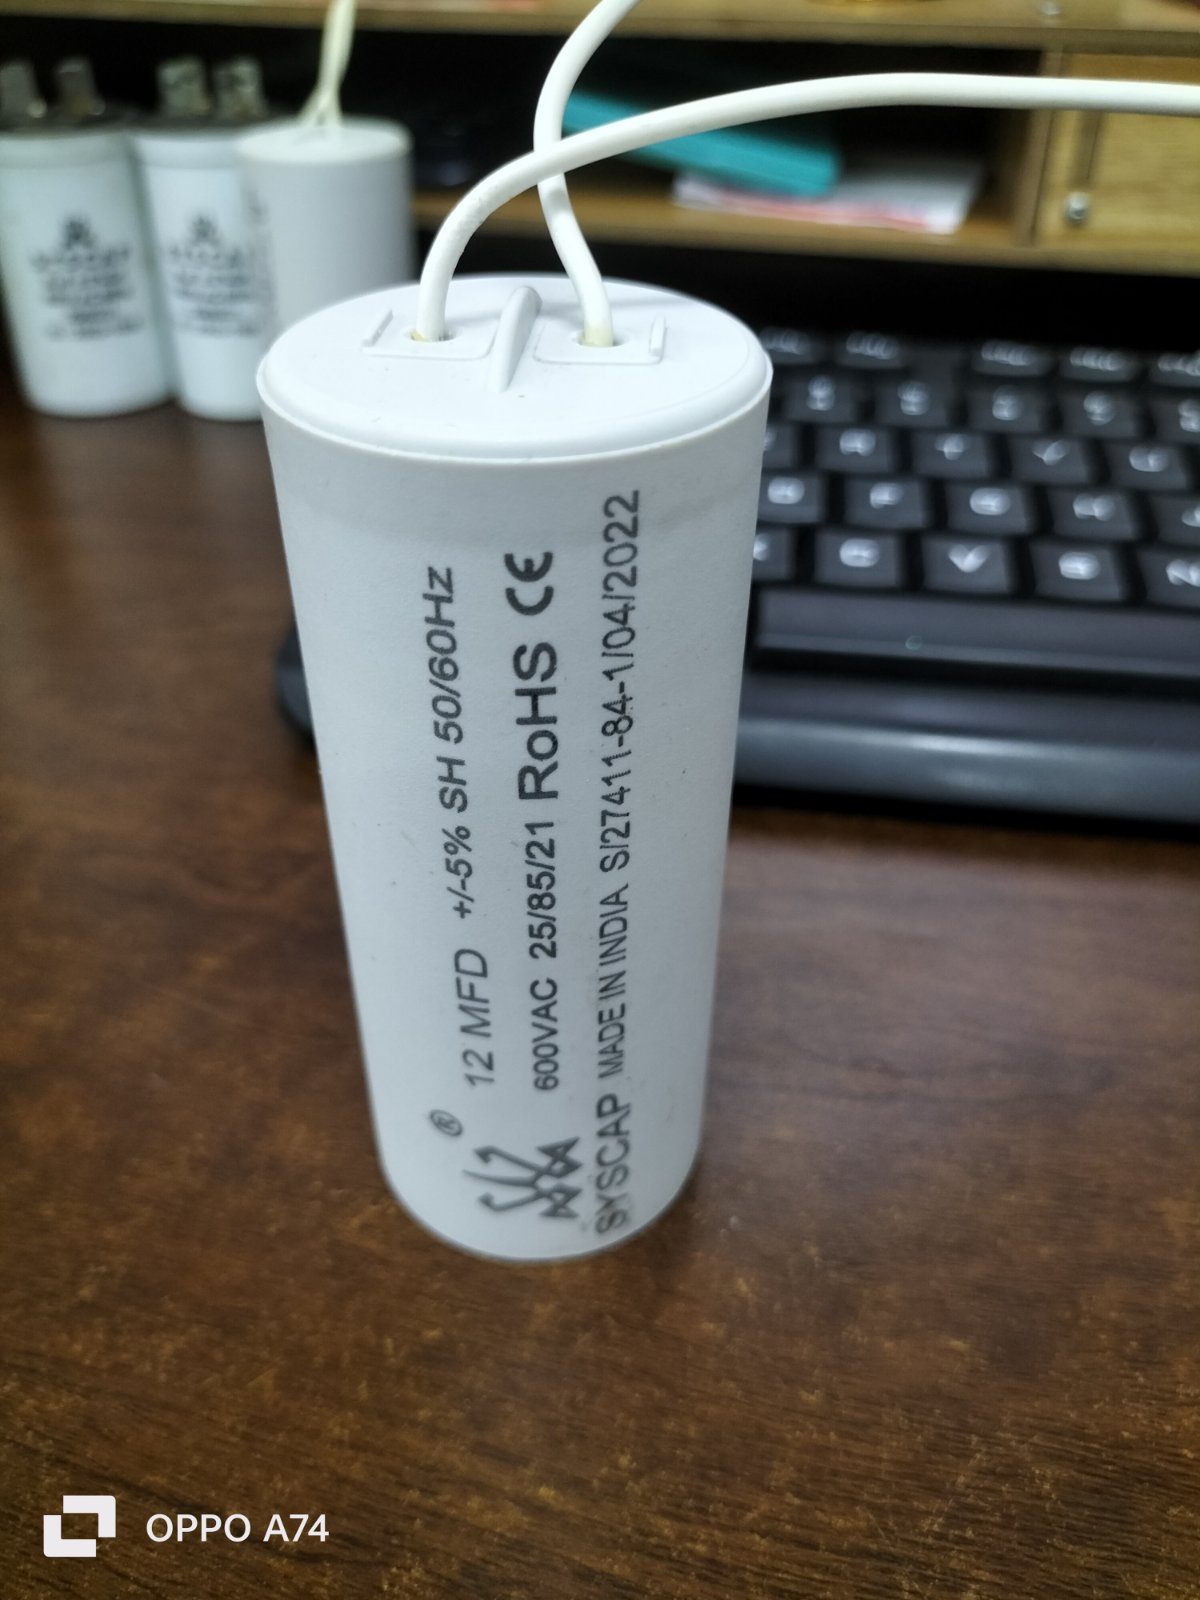 ®
12 MFD +/-5% SH 50/60Hz
600VAC 25/85/21 RoHS CE
SYSCAP MADE IN INDIA S/27411-84-1/04/2022
OPPO A74